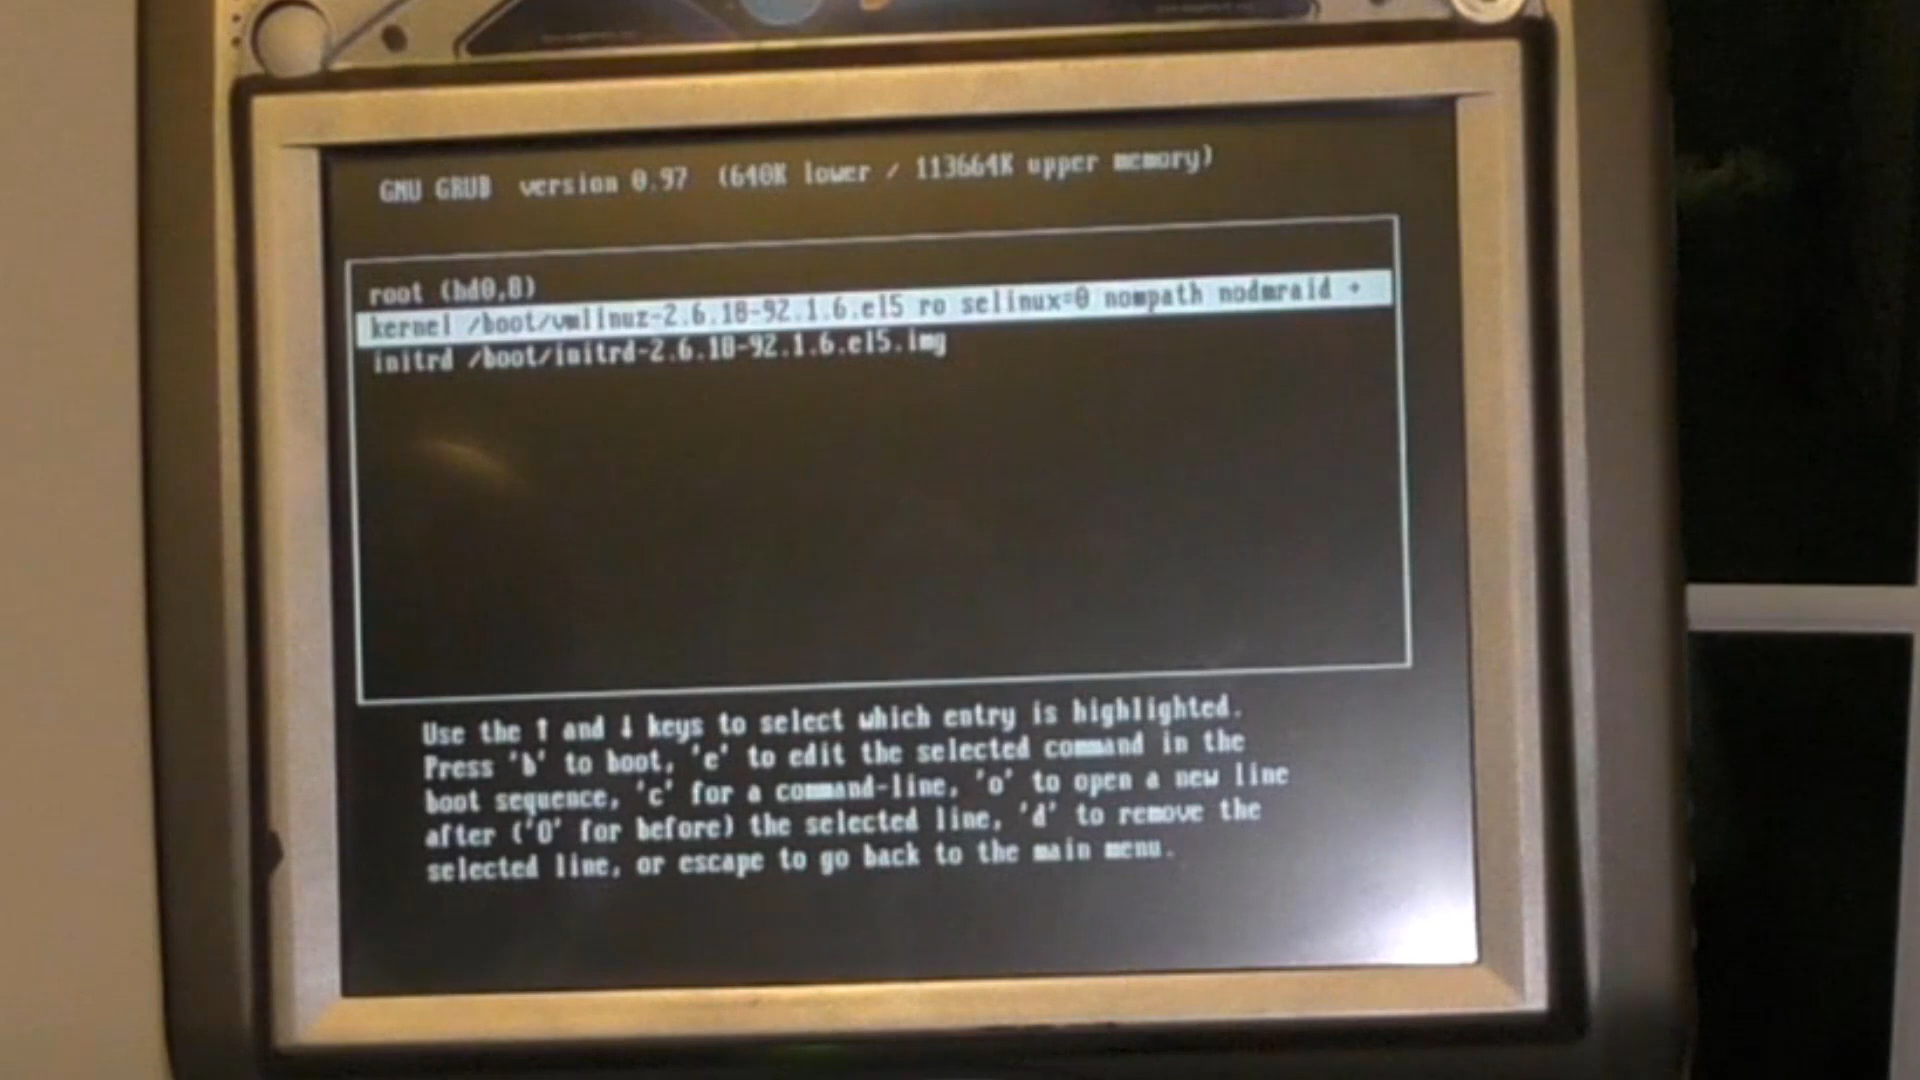 GNU GRUB version 0.97 (640K lower / 113664K upper memory)
root (hd0,0)
kernel /boot/vmlinuz-2.6.18-92.1.6.el5 ro selinux=0 nompath nodmraid
initrd /boot/initrd-2.6.18-92.1.6.el5.img
Use the ↑ and ↓ keys to select which entry is highlighted.
Press 'b' to boot, 'e' to edit the selected command in the
boot sequence, 'c' for a command-line, 'o' to open a new line
after ('O' for before) the selected line, 'd' to remove the
selected line, or escape to go back to the main menu.